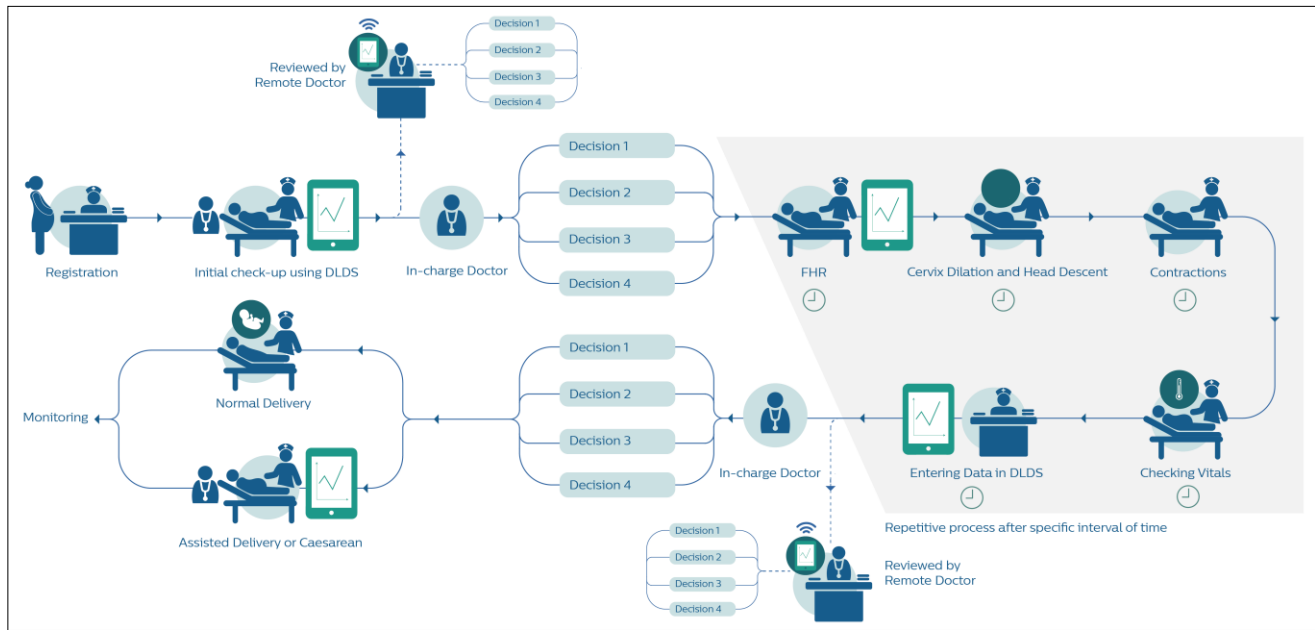 Decision 1
Decision 2
Decision 3
Decision 4
Reviewed by
Remote Doctor
Decision 1
Decision 2
Decision 3
Decision 4
Registration
Initial check-up using DLDS
In-charge Doctor
FHR
Cervix Dilation and Head Descent
Contractions
Decision 1
Decision 2
Decision 3
Decision 4
Normal Delivery
Monitoring
Assisted Delivery or Caesarean
In-charge Doctor
Entering Data in DLDS
Checking Vitals
Repetitive process after specific interval of time
Decision 1
Decision 2
Decision 3
Decision 4
Reviewed by
Remote Doctor